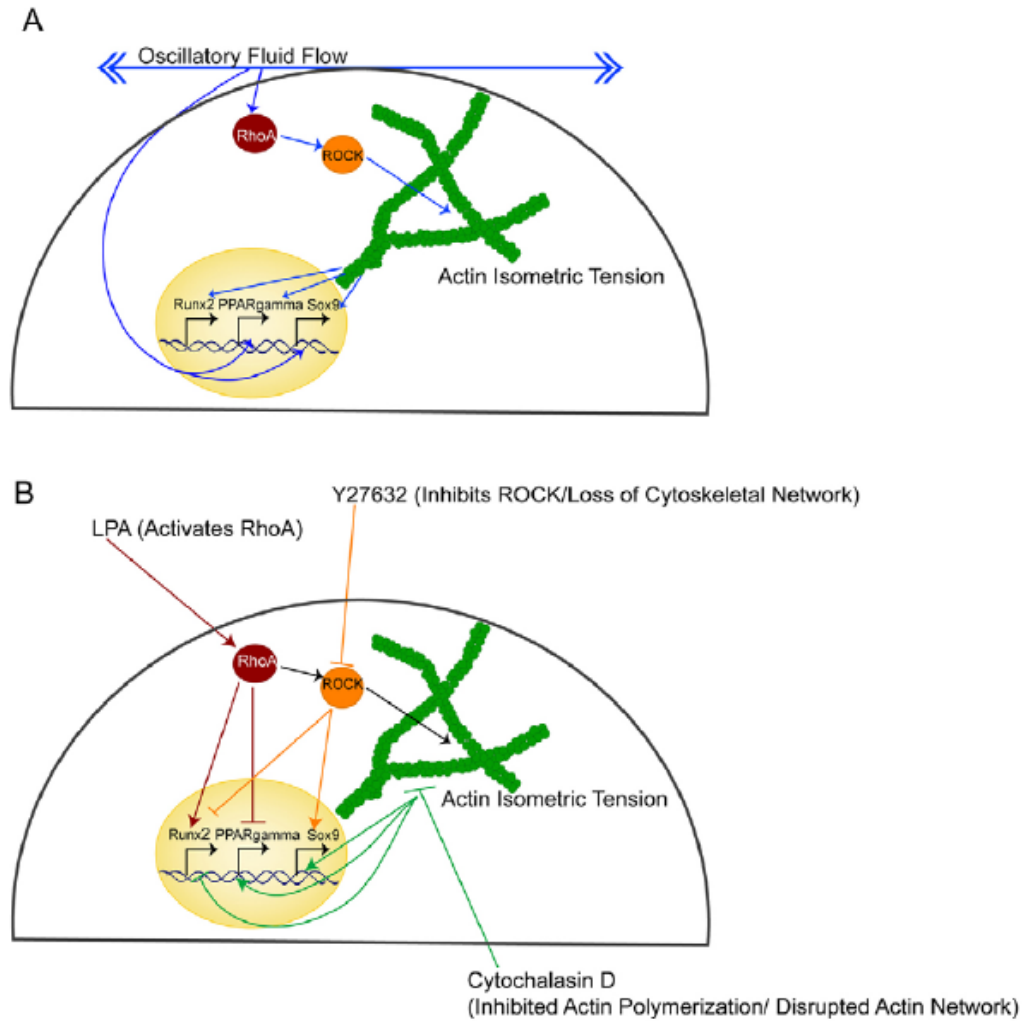 A
Oscillatory Fluid Flow
RhoA
ROCK
Actin Isometric Tension
Runx2 PPARgamma Sox9
B
Y27632 (Inhibits ROCK/Loss of Cytoskeletal Network)
LPA (Activates RhoA)
RhoA
ROCK
Actin Isometric Tension
Runx2 PPARgamma Sox9
Cytochalasin D
(Inhibited Actin Polymerization/ Disrupted Actin Network)